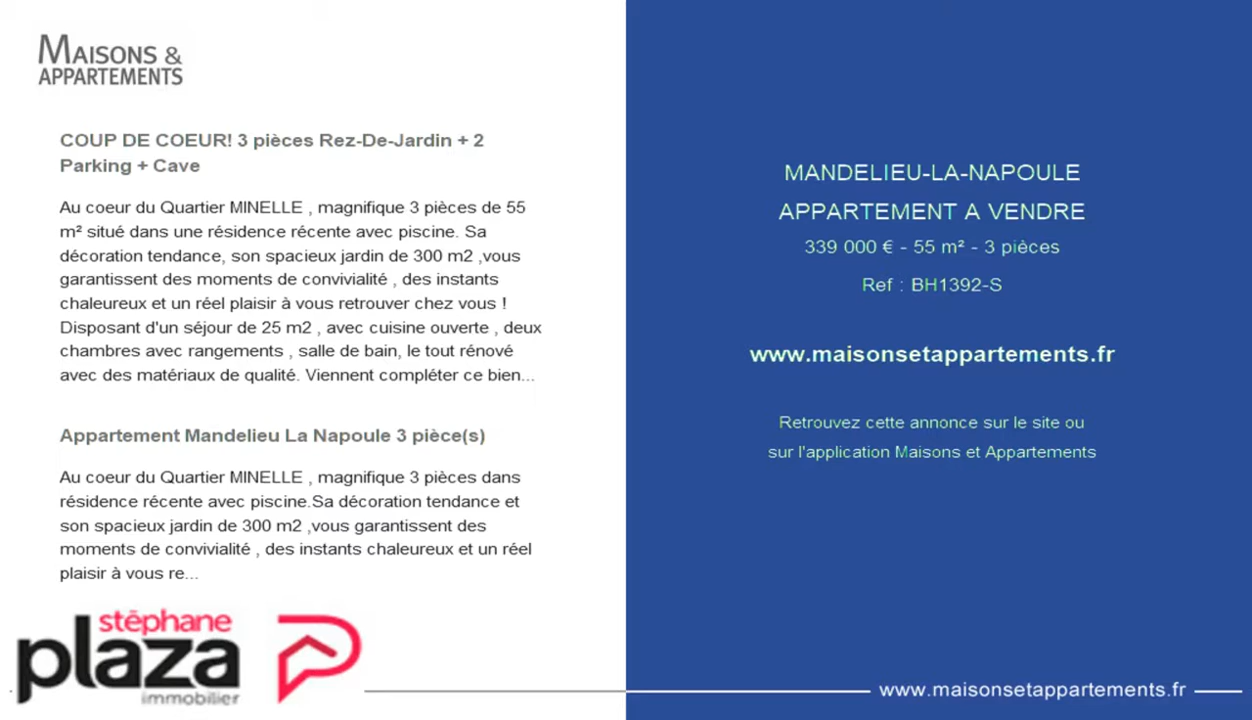 MAISONS &
APPARTEMENTS
COUP DE COEUR! 3 pièces Rez-De-Jardin + 2
Parking + Cave
Au coeur du Quartier MINELLE , magnifique 3 pièces de 55
m² situé dans une résidence récente avec piscine. Sa
décoration tendance, son spacieux jardin de 300 m2 ,vous
garantissent des moments de convivialité , des instants
chaleureux et un réel plaisir à vous retrouver chez vous !
Disposant d'un séjour de 25 m2 , avec cuisine ouverte , deux
chambres avec rangements , salle de bain, le tout rénové
avec des matériaux de qualité. Viennent compléter ce bien...
Appartement Mandelieu La Napoule 3 pièce(s)
Au coeur du Quartier MINELLE , magnifique 3 pièces dans
résidence récente avec piscine.Sa décoration tendance et
son spacieux jardin de 300 m2 ,vous garantissent des
moments de convivialité , des instants chaleureux et un réel
plaisir à vous re...
stéphane
plaza
immobilier
MANDELIEU-LA-NAPOULE
APPARTEMENT A VENDRE
339 000 € - 55 m² - 3 pièces
Ref : BH1392-S
www.maisonsetappartements.fr
Retrouvez cette annonce sur le site ou
sur l'application Maisons et Appartements
www.maisonsetappartements.fr